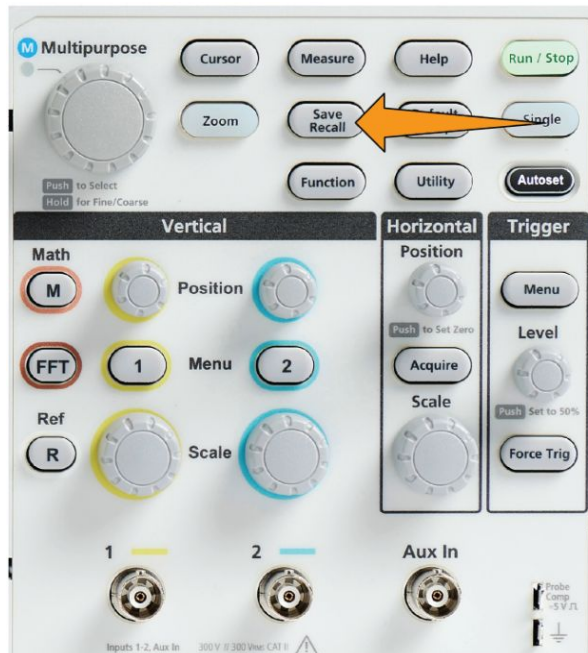 M Multipurpose
Cursor
Measure
Help
Run / Stop
Zoom
Save
Recall
Single
Push to Select
Hold for Fine/Coarse
Function
Utility
Autoset
Vertical
Horizontal
Trigger
Math
M
Position
Position
Push to Set Zero
Menu
Level
FFT
1
Menu
2
Acquire
Push Set to 50%
Ref
R
Scale
Scale
Force Trig
1
2
Aux In
Probe
Comp
~5 V
Inputs 1-2, Aux In
300 V
CAT II